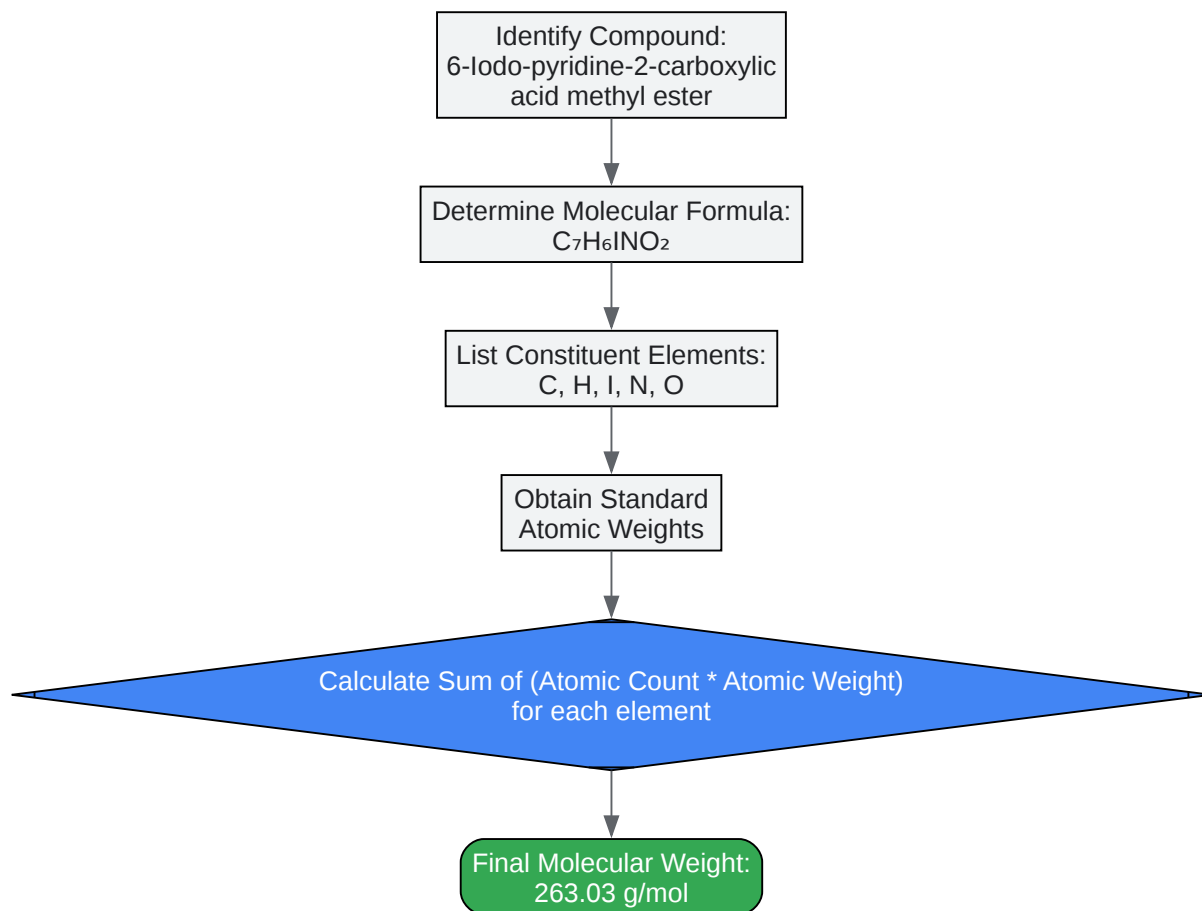 Identify Compound:
6-Iodo-pyridine-2-carboxylic
acid methyl ester
Determine Molecular Formula:
C₇H₆INO₂
List Constituent Elements:
C, H, I, N, O
Obtain Standard
Atomic Weights
Calculate Sum of (Atomic Count * Atomic Weight)
for each element
Final Molecular Weight:
263.03 g/mol